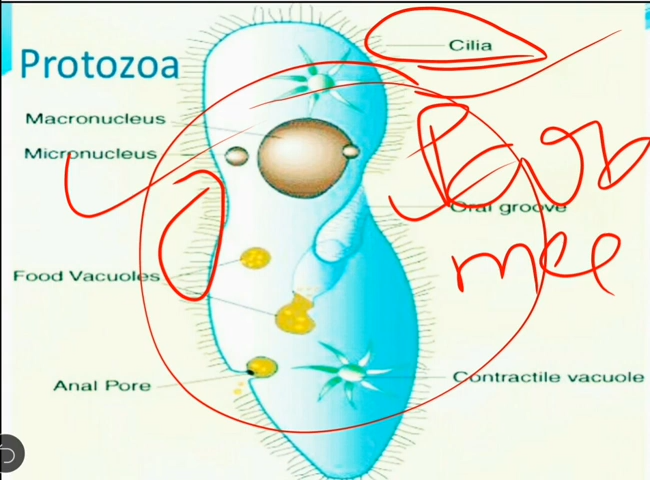 Protozoa
Cilia
Macronucleus
Micronucleus
Oral groove
Food Vacuoles
Contractile vacuole
Anal Pore